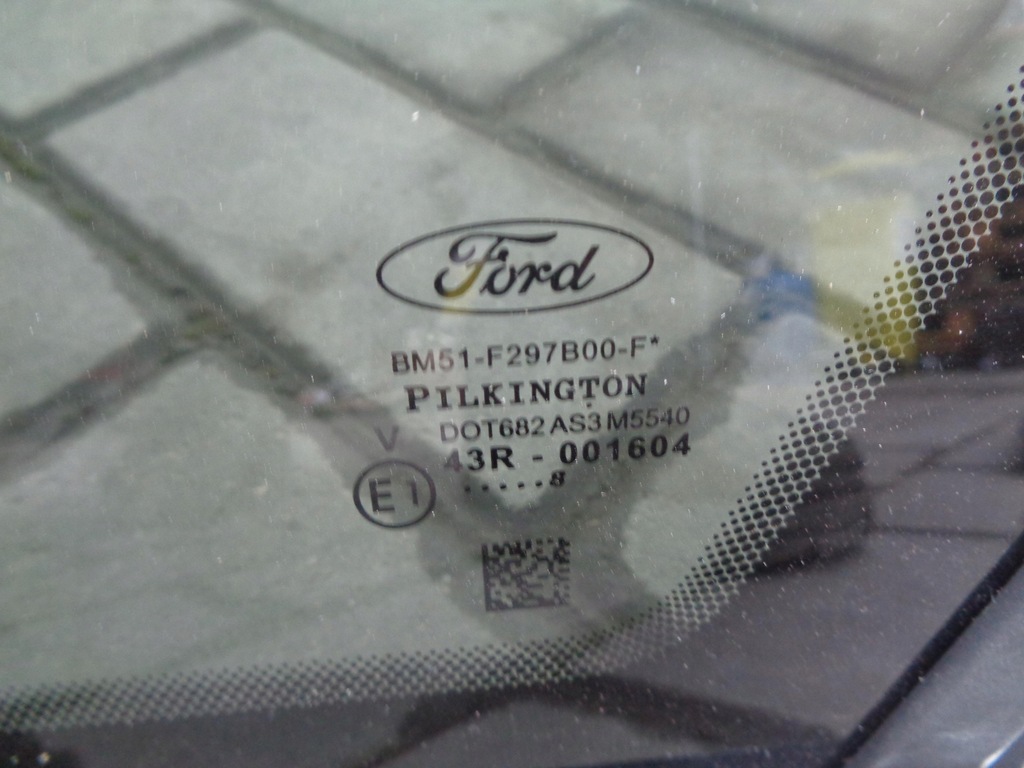 Ford
BM51-F297B00-F*
PILKINGTON
DOT682 AS3 M5540
V
43R - 001604
E1
.....8